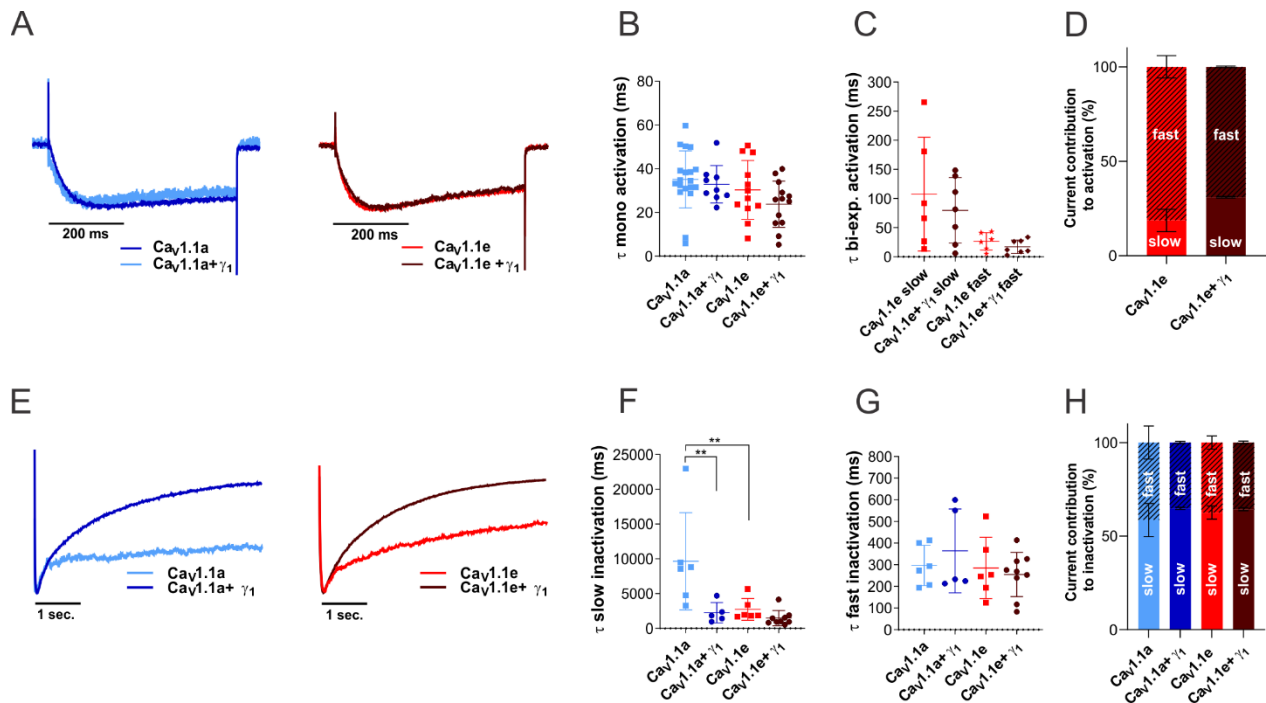 A
200 ms
Caᵥ1.1a
Caᵥ1.1a+γ₁
200 ms
Caᵥ1.1e
Caᵥ1.1e +γ₁
B
τ mono activation (ms)
80
60
40
20
0
Caᵥ1.1a
Caᵥ1.1a+ γ₁
Caᵥ1.1e
Caᵥ1.1e+ γ₁
C
τ bi-exp. activation (ms)
300
250
200
150
100
50
0
Caᵥ1.1e slow
Caᵥ1.1e+ γ₁ slow
Caᵥ1.1e fast
Caᵥ1.1e+ γ₁ fast
D
Current contribution
to activation (%)
100
50
0
fast
slow
fast
slow
Caᵥ1.1e
Caᵥ1.1e+ γ₁
E
1 sec.
Caᵥ1.1a
Caᵥ1.1a+ γ₁
1 sec.
Caᵥ1.1e
Caᵥ1.1e+ γ₁
F
τ slow inactivation (ms)
25000
20000
15000
10000
5000
0
**
**
Caᵥ1.1a
Caᵥ1.1a+ γ₁
Caᵥ1.1e
Caᵥ1.1e+ γ₁
G
τ fast inactivation (ms)
800
700
600
500
400
300
200
100
0
Caᵥ1.1a
Caᵥ1.1a+ γ₁
Caᵥ1.1e
Caᵥ1.1e+ γ₁
H
Current contribution
to inactivation (%)
100
50
0
fast
slow
fast
slow
fast
slow
fast
slow
Caᵥ1.1a
Caᵥ1.1a+ γ₁
Caᵥ1.1e
Caᵥ1.1e+ γ₁